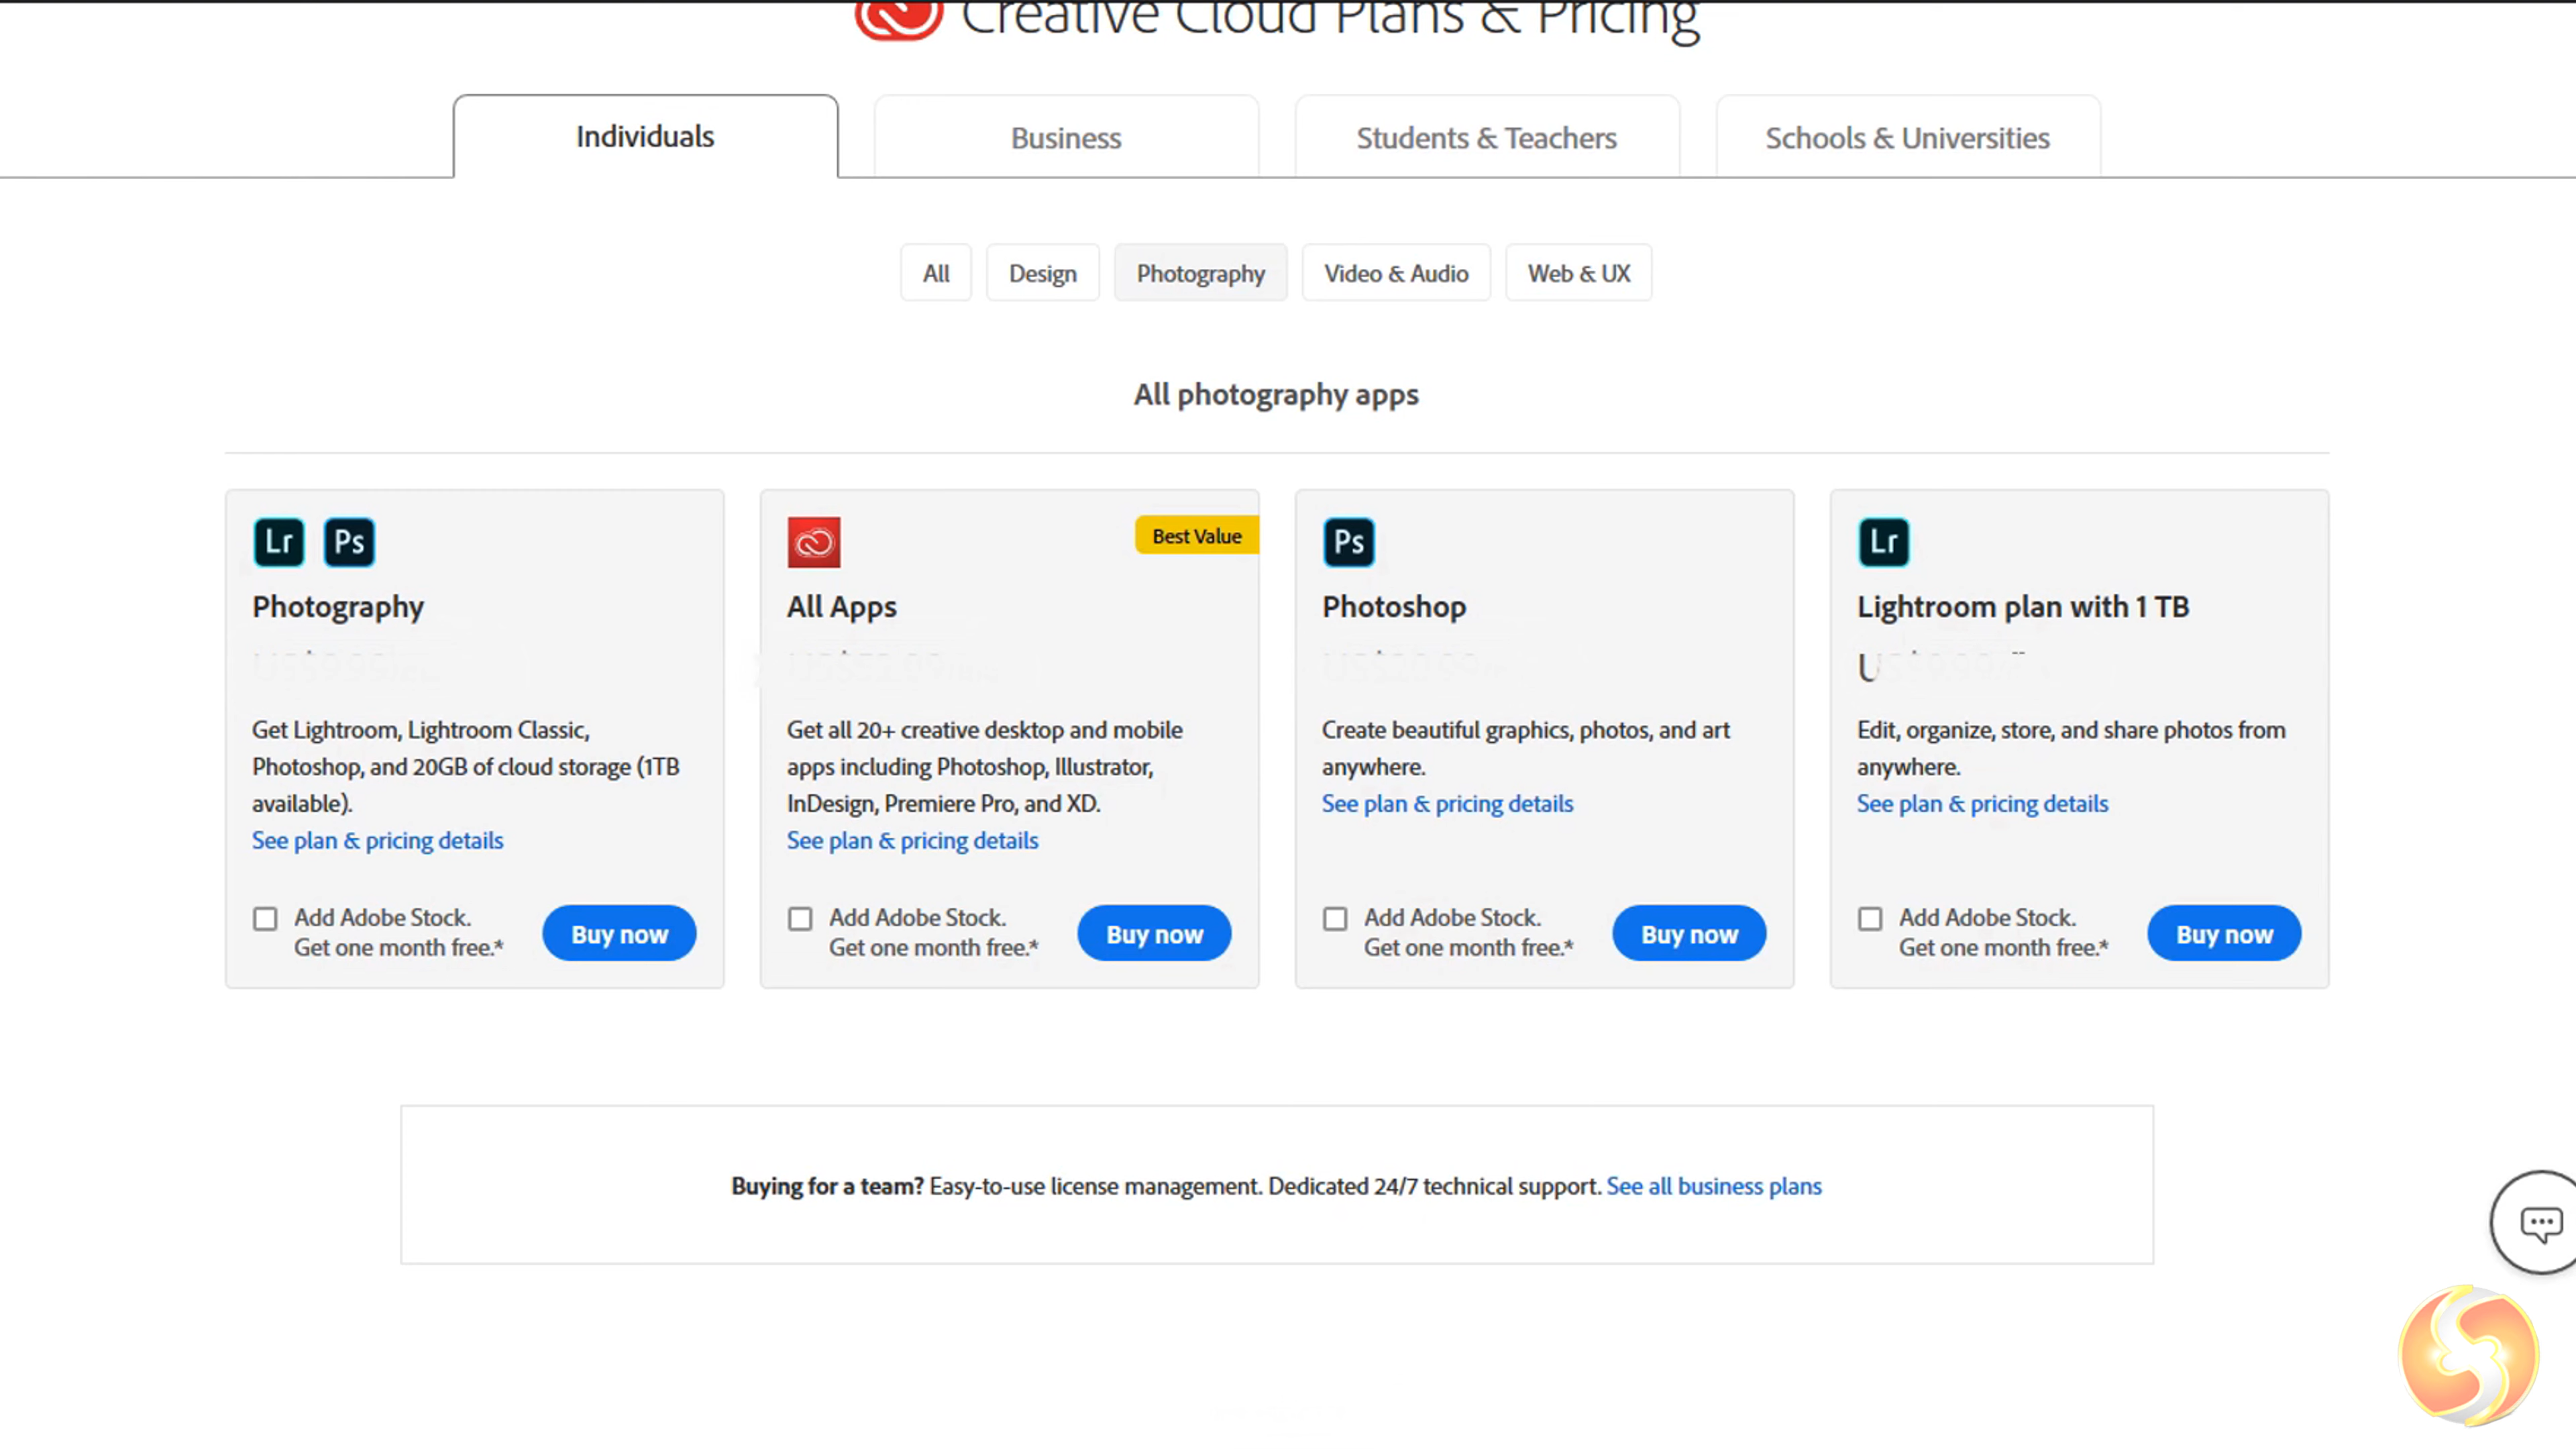 Creative Cloud Plans & Pricing
Individuals
Business
Students & Teachers
Schools & Universities
All
Design
Photography
Video & Audio
Web & UX
All photography apps
Lr Ps
Photography
Get Lightroom, Lightroom Classic,
Photoshop, and 20GB of cloud storage (1TB
available).
See plan & pricing details
Add Adobe Stock.
Get one month free.*
Buy now
Best Value
All Apps
Get all 20+ creative desktop and mobile
apps including Photoshop, Illustrator,
InDesign, Premiere Pro, and XD.
See plan & pricing details
Add Adobe Stock.
Get one month free.*
Buy now
Ps
Photoshop
Create beautiful graphics, photos, and art
anywhere.
See plan & pricing details
Add Adobe Stock.
Get one month free.*
Buy now
Lr
Lightroom plan with 1 TB
Edit, organize, store, and share photos from
anywhere.
See plan & pricing details
Add Adobe Stock.
Get one month free.*
Buy now
Buying for a team? Easy-to-use license management. Dedicated 24/7 technical support. See all business plans